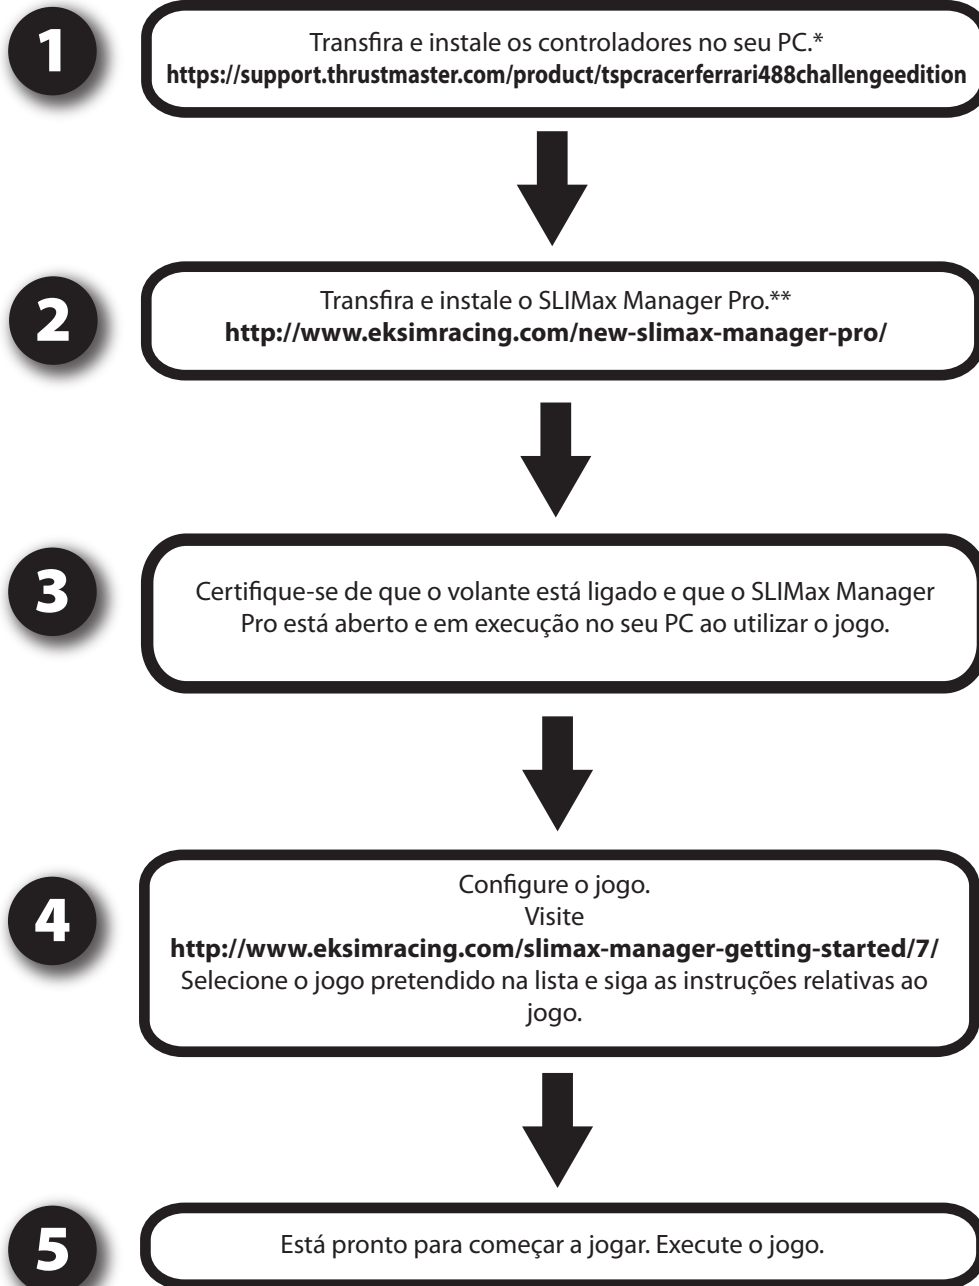 1
Transfira e instale os controladores no seu PC.*
https://support.thrustmaster.com/product/tspcracerferrari488challengeedition
2
Transfira e instale o SLIMax Manager Pro.**
http://www.eksimracing.com/new-slimax-manager-pro/
3
Certifique-se de que o volante está ligado e que o SLIMax Manager
Pro está aberto e em execução no seu PC ao utilizar o jogo.
4
Configure o jogo.
Visite
http://www.eksimracing.com/slimax-manager-getting-started/7/
Selecione o jogo pretendido na lista e siga as instruções relativas ao
jogo.
5
Está pronto para começar a jogar. Execute o jogo.